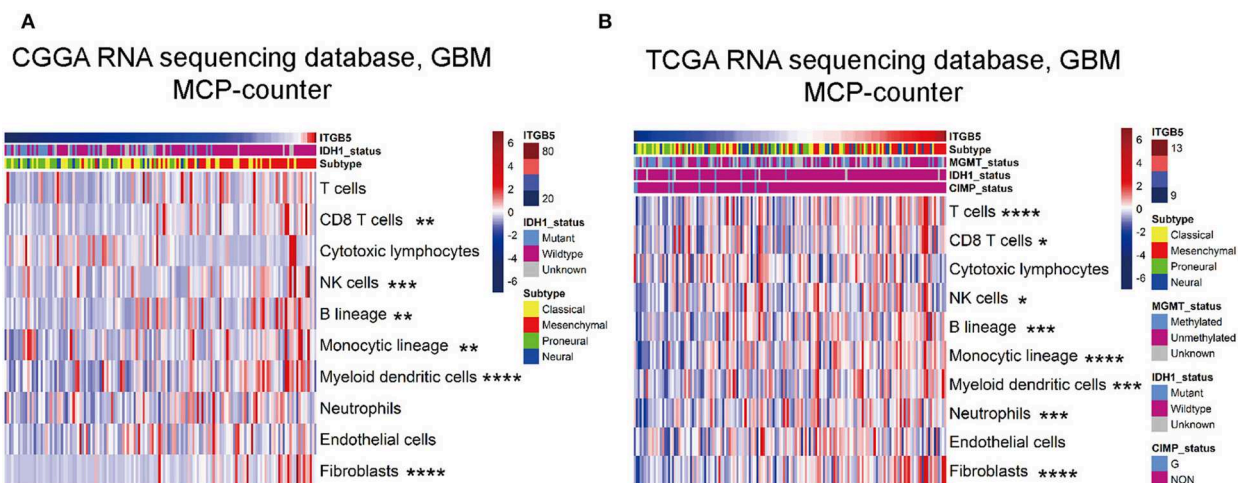 A
CGGA RNA sequencing database, GBM
MCP-counter
ITGB5
IDH1_status
Subtype
T cells
CD8 T cells **
Cytotoxic lymphocytes
NK cells ***
B lineage **
Monocytic lineage **
Myeloid dendritic cells ****
Neutrophils
Endothelial cells
Fibroblasts ****
6
4
2
0
-2
-4
-6
ITGB5
80
20
IDH1_status
Mutant
Wildtype
Unknown
Subtype
Classical
Mesenchymal
Proneural
Neural
B
TCGA RNA sequencing database, GBM
MCP-counter
ITGB5
Subtype
MGMT_status
IDH1_status
CIMP_status
T cells ****
CD8 T cells *
Cytotoxic lymphocytes
NK cells *
B lineage ***
Monocytic lineage ****
Myeloid dendritic cells ***
Neutrophils ***
Endothelial cells
Fibroblasts ****
6
4
2
0
-2
-4
-6
ITGB5
13
9
Subtype
Classical
Mesenchymal
Proneural
Neural
MGMT_status
Methylated
Unmethylated
Unknown
IDH1_status
Mutant
Wildtype
Unknown
CIMP_status
G
NON